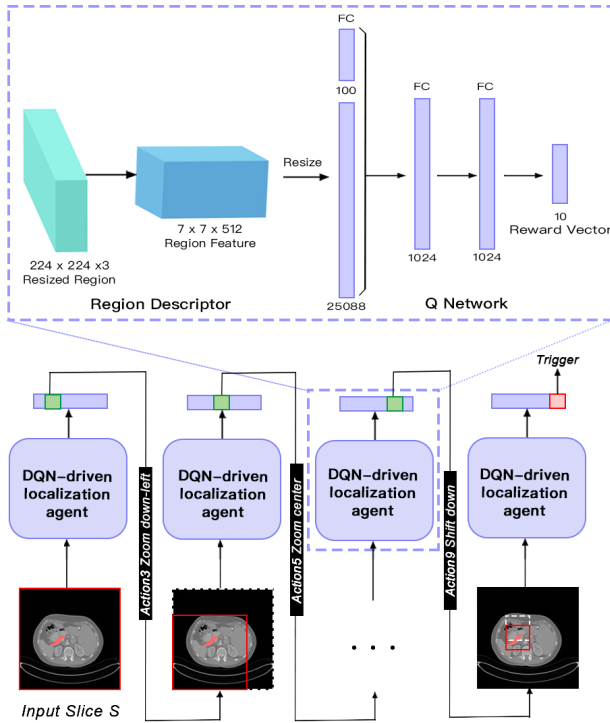 FC
100
FC
FC
Resize
7 x 7 x 512
Region Feature
10
Reward Vector
224 x 224 x3
Resized Region
1024
1024
Region Descriptor
25088
Q Network
Trigger
DQN-driven
localization
agent
DQN-driven
localization
agent
DQN-driven
localization
agent
DQN-driven
localization
agent
Action3 Zoom down-left
Action5 Zoom center
Action9 Shift down
. . .
Input Slice S